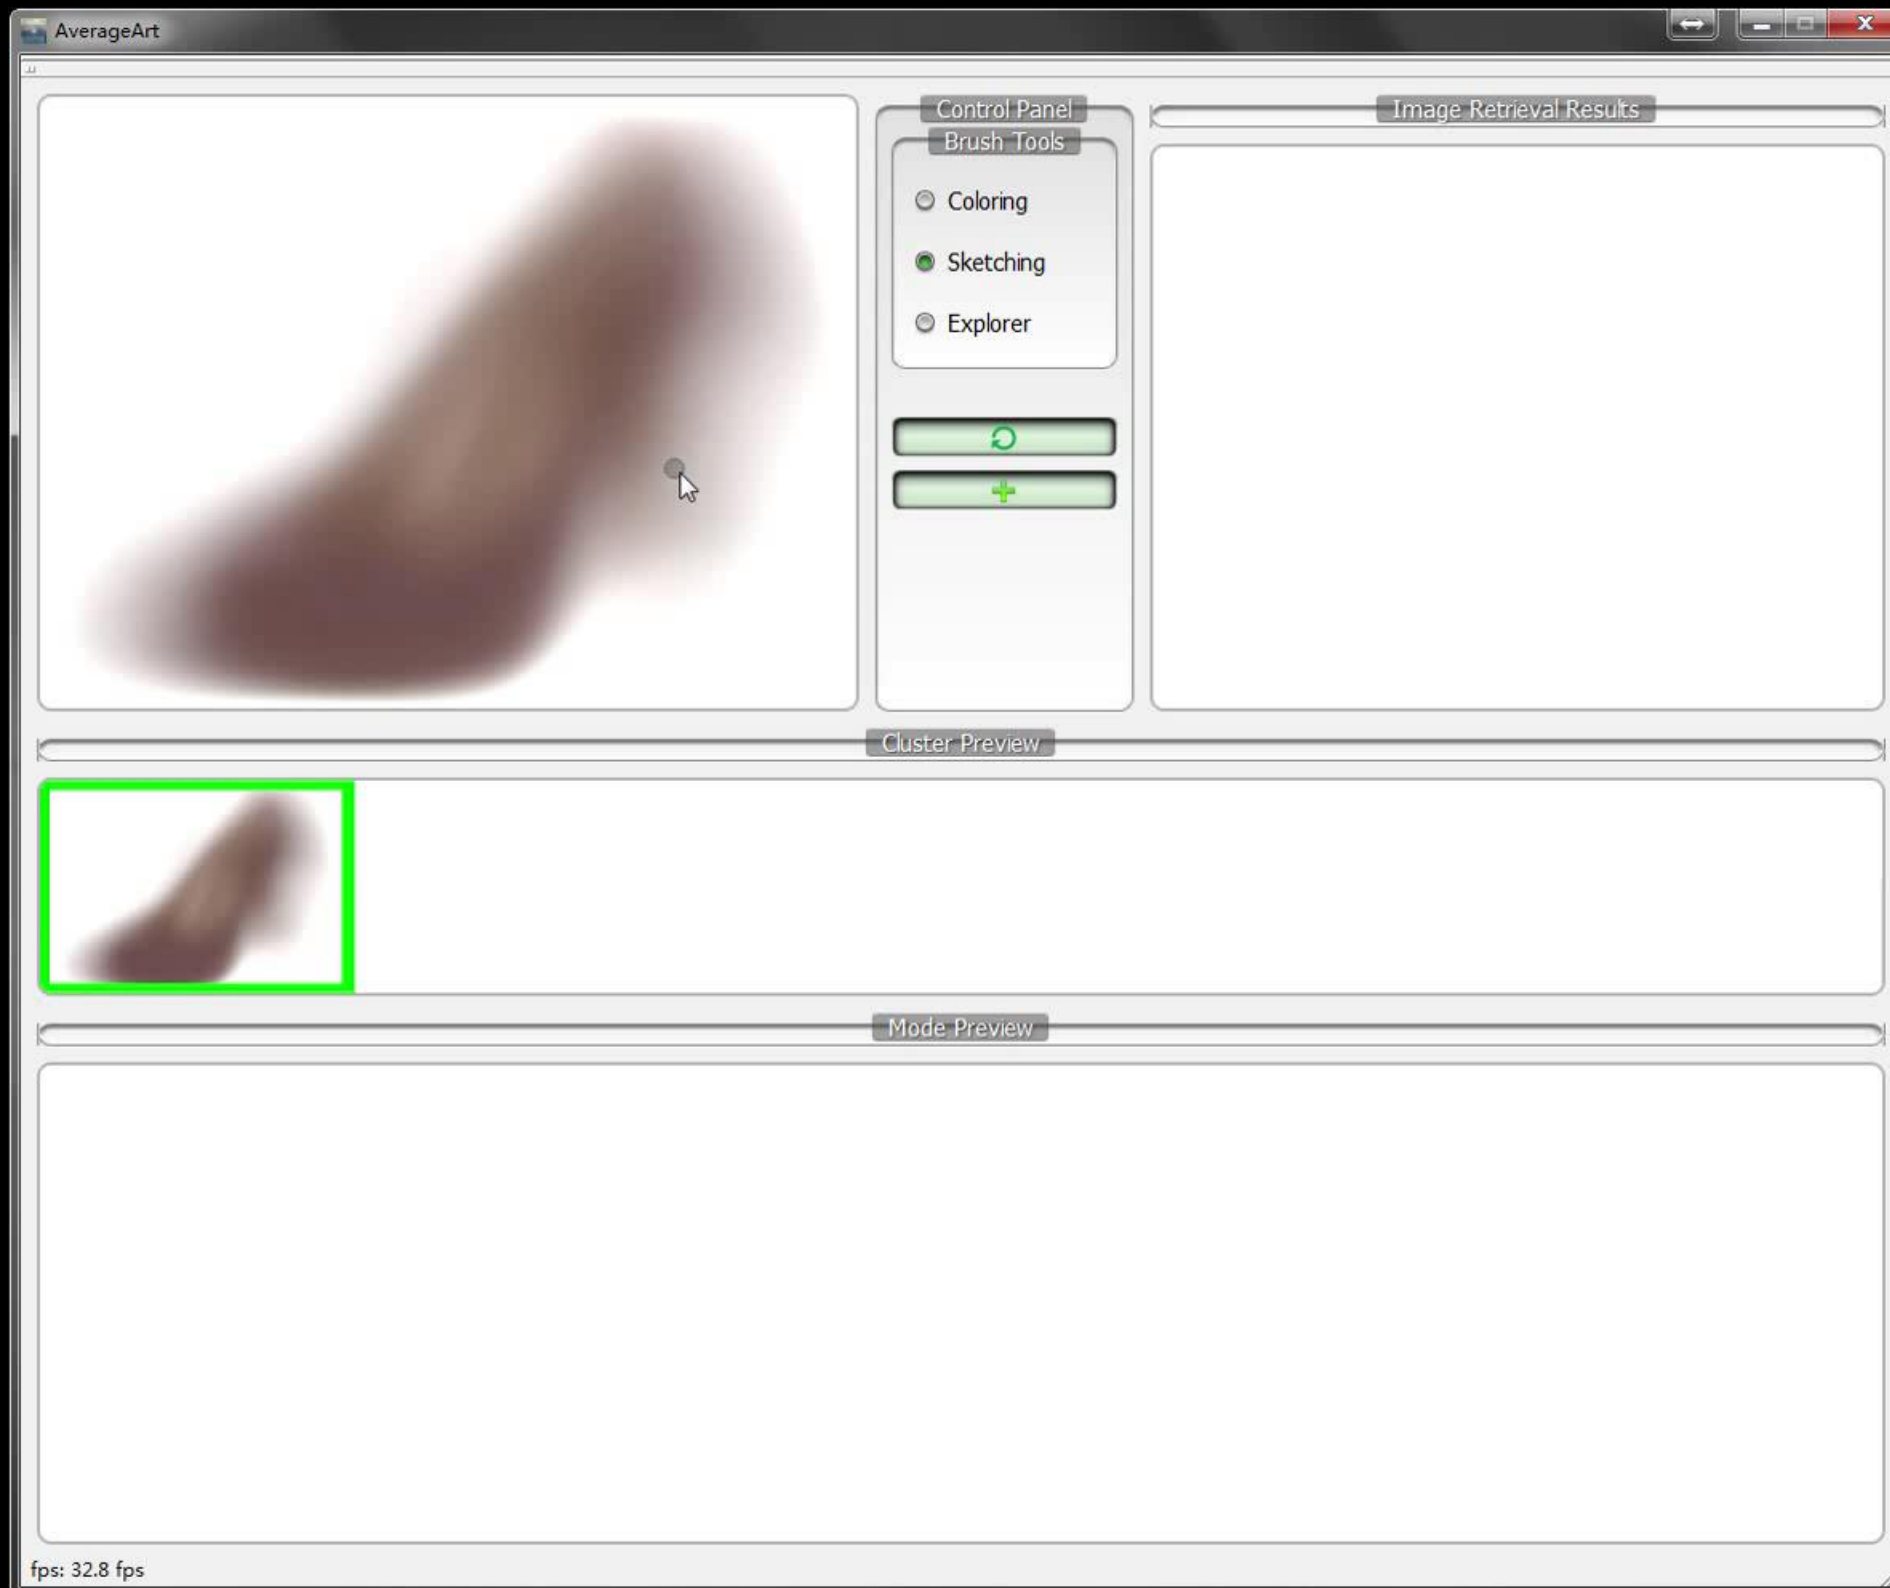 AverageArt
Control Panel
Image Retrieval Results
Brush Tools
Coloring
Sketching
Explorer
Cluster Preview
Mode Preview
fps: 32.8 fps